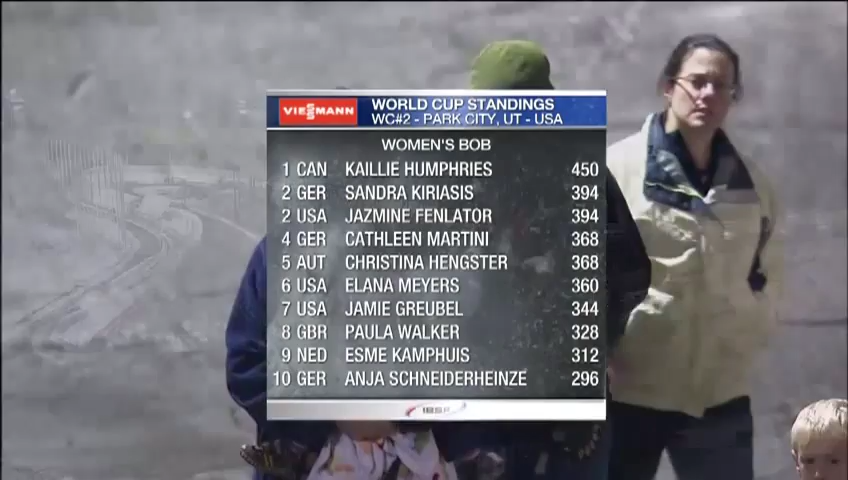 VIESSMANN
WORLD CUP STANDINGS
WC#2 - PARK CITY, UT - USA
WOMEN'S BOB
1 CAN KAILLIE HUMPHRIES 450
2 GER SANDRA KIRIASIS 394
2 USA JAZMINE FENLATOR 394
4 GER CATHLEEN MARTINI 368
5 AUT CHRISTINA HENGSTER 368
6 USA ELANA MEYERS 360
7 USA JAMIE GREUBEL 344
8 GBR PAULA WALKER 328
9 NED ESME KAMPHUIS 312
10 GER ANJA SCHNEIDERHEINZE 296
IBSF